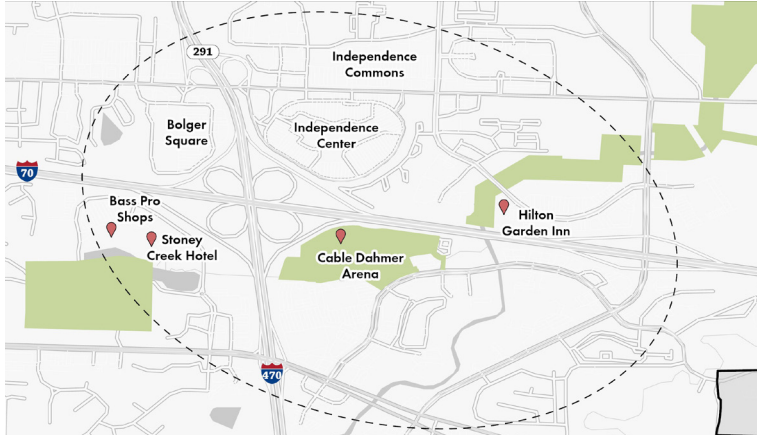 291
Independence
Commons
Bolger
Square
Independence
Center
70
Bass Pro
Shops
Stoney
Creek Hotel
Hilton
Garden Inn
Cable Dahmer
Arena
470